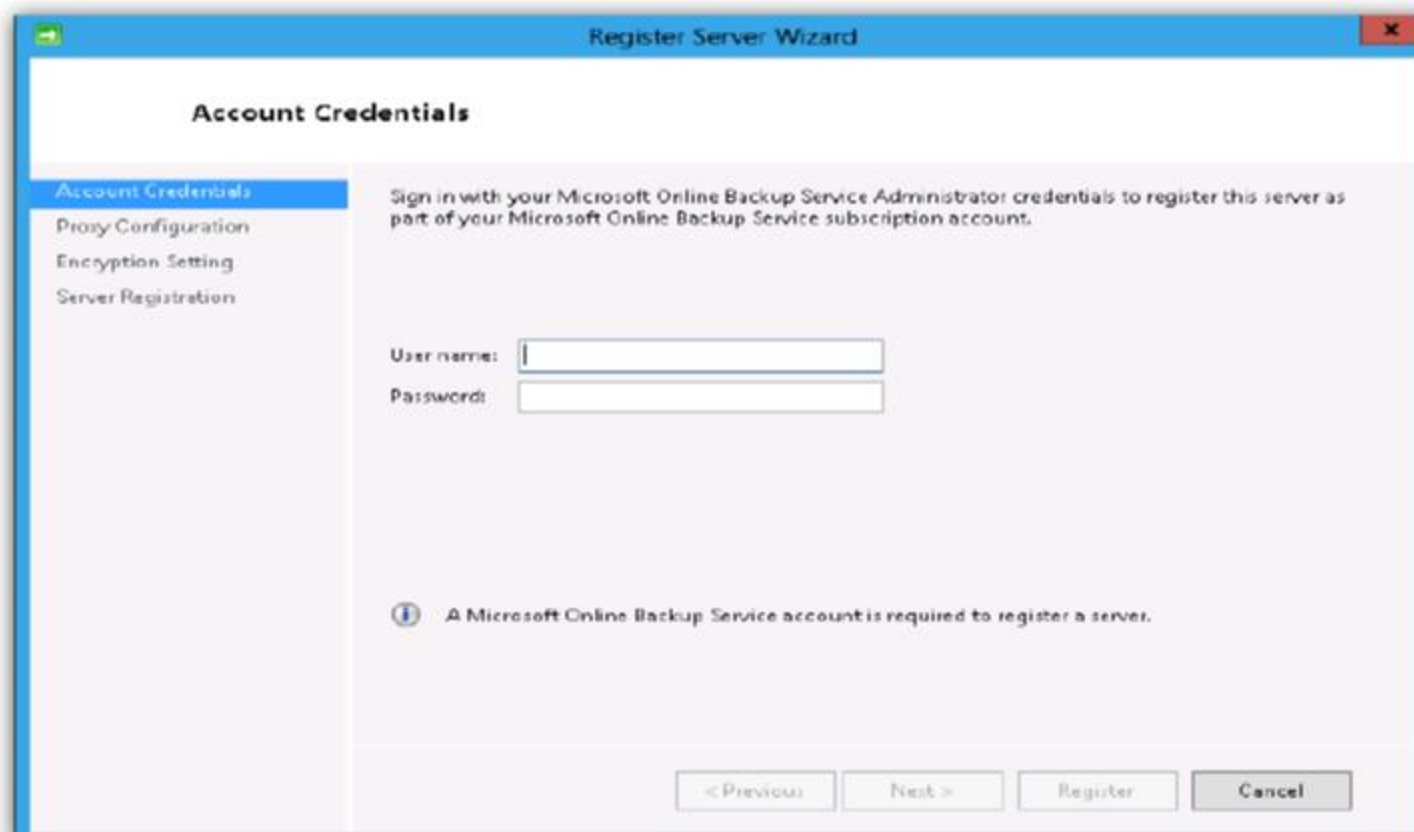 Register Server Wizard
Account Credentials
Account Credentials
Proxy Configuration
Encryption Setting
Server Registration
Sign in with your Microsoft Online Backup Service Administrator credentials to register this server as
part of your Microsoft Online Backup Service subscription account.
User name:
Password:
A Microsoft Online Backup Service account is required to register a server.
< Previous
Next >
Register
Cancel